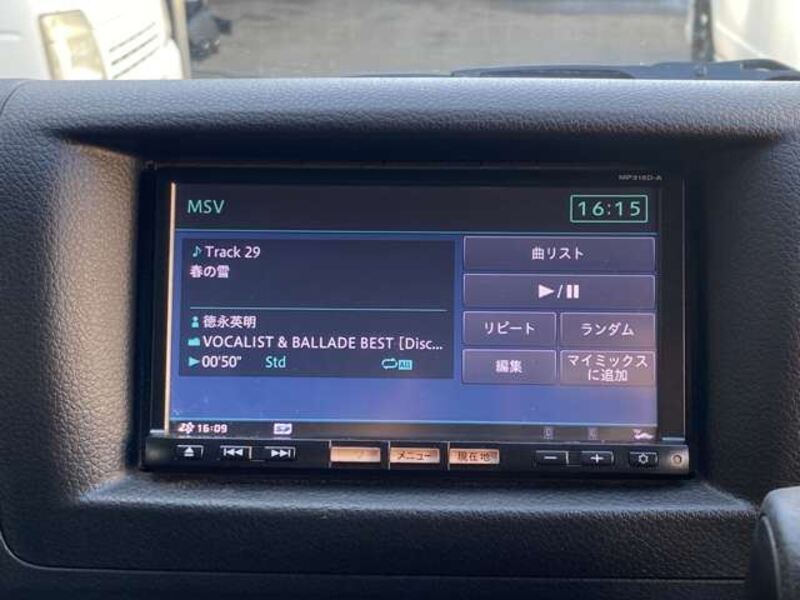 MP316D-A
MSV
16:15
Track 29
春の雪
徳永英明
VOCALIST & BALLADE BEST [Disc...
00'50" Std ALL
曲リスト
▶/II
リピート ランダム
編集 マイミックス
に追加
16:09
メニュー 現在地